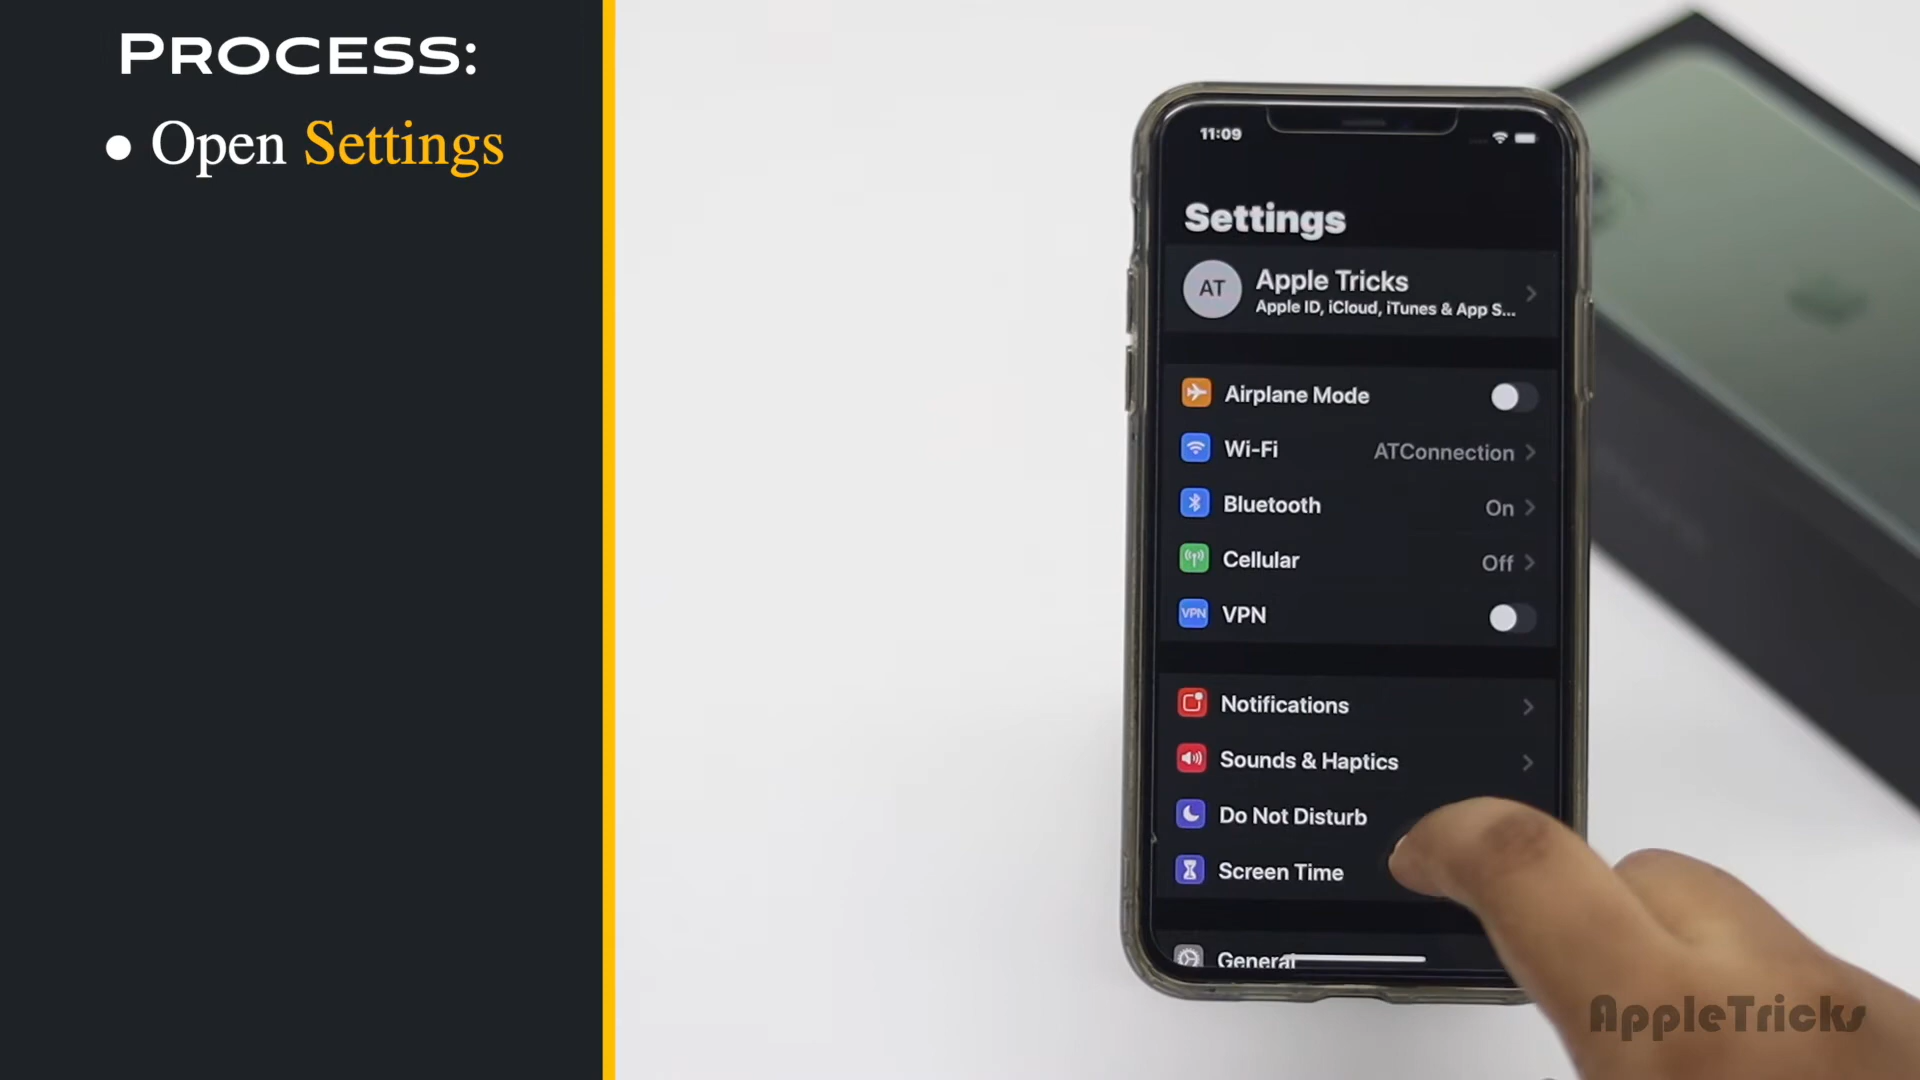 PROCESS:
• Open Settings
11:09
Settings
AT
Apple Tricks
Apple ID, iCloud, iTunes & App S...
Airplane Mode
Wi-Fi ATConnection
Bluetooth On
Cellular Off
VPN VPN
Notifications
Sounds & Haptics
Do Not Disturb
Screen Time
General
AppleTricks